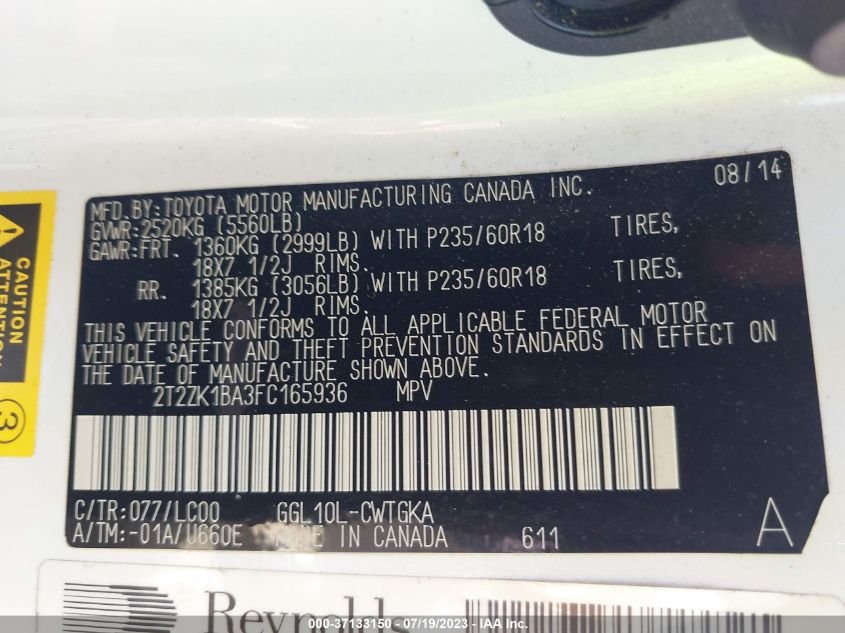 MFD.BY:TOYOTA MOTOR MANUFACTURING CANADA INC. 08/14
GVWR:2520KG (5560LB)
GAWR:FRT. 1360KG (2999LB) WITH P235/60R18 TIRES,
18X7 1/2J RIMS.
RR. 1385KG (3056LB) WITH P235/60R18 TIRES,
18X7 1/2J RIMS.
THIS VEHICLE CONFORMS TO ALL APPLICABLE FEDERAL MOTOR
VEHICLE SAFETY AND THEFT PREVENTION STANDARDS IN EFFECT ON
THE DATE OF MANUFACTURE SHOWN ABOVE.
2T2ZK1BA3FC165936 MPV
C/TR:077/LC00 GGL10L-CWTGKA
A/TM:-01A/U660E MADE IN CANADA 611 A
CAUTION
ATTENTION
3
Reynolds
000-37133150 - 07/19/2023 - IAA Inc.